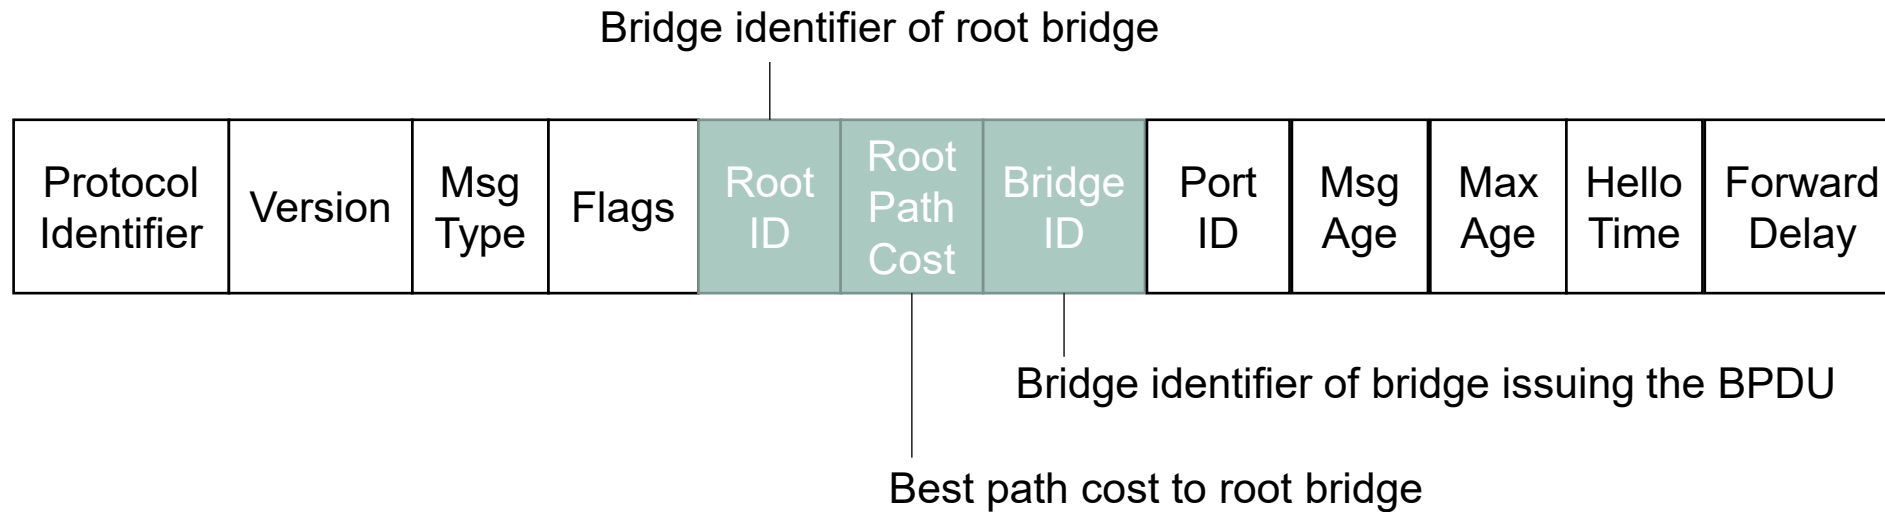 Bridge identifier of root bridge
Protocol
Identifier
Version
Msg
Type
Flags
Root
ID
Root
Path
Cost
Bridge
ID
Port
ID
Msg
Age
Max
Age
Hello
Time
Forward
Delay
Bridge identifier of bridge issuing the BPDU
Best path cost to root bridge